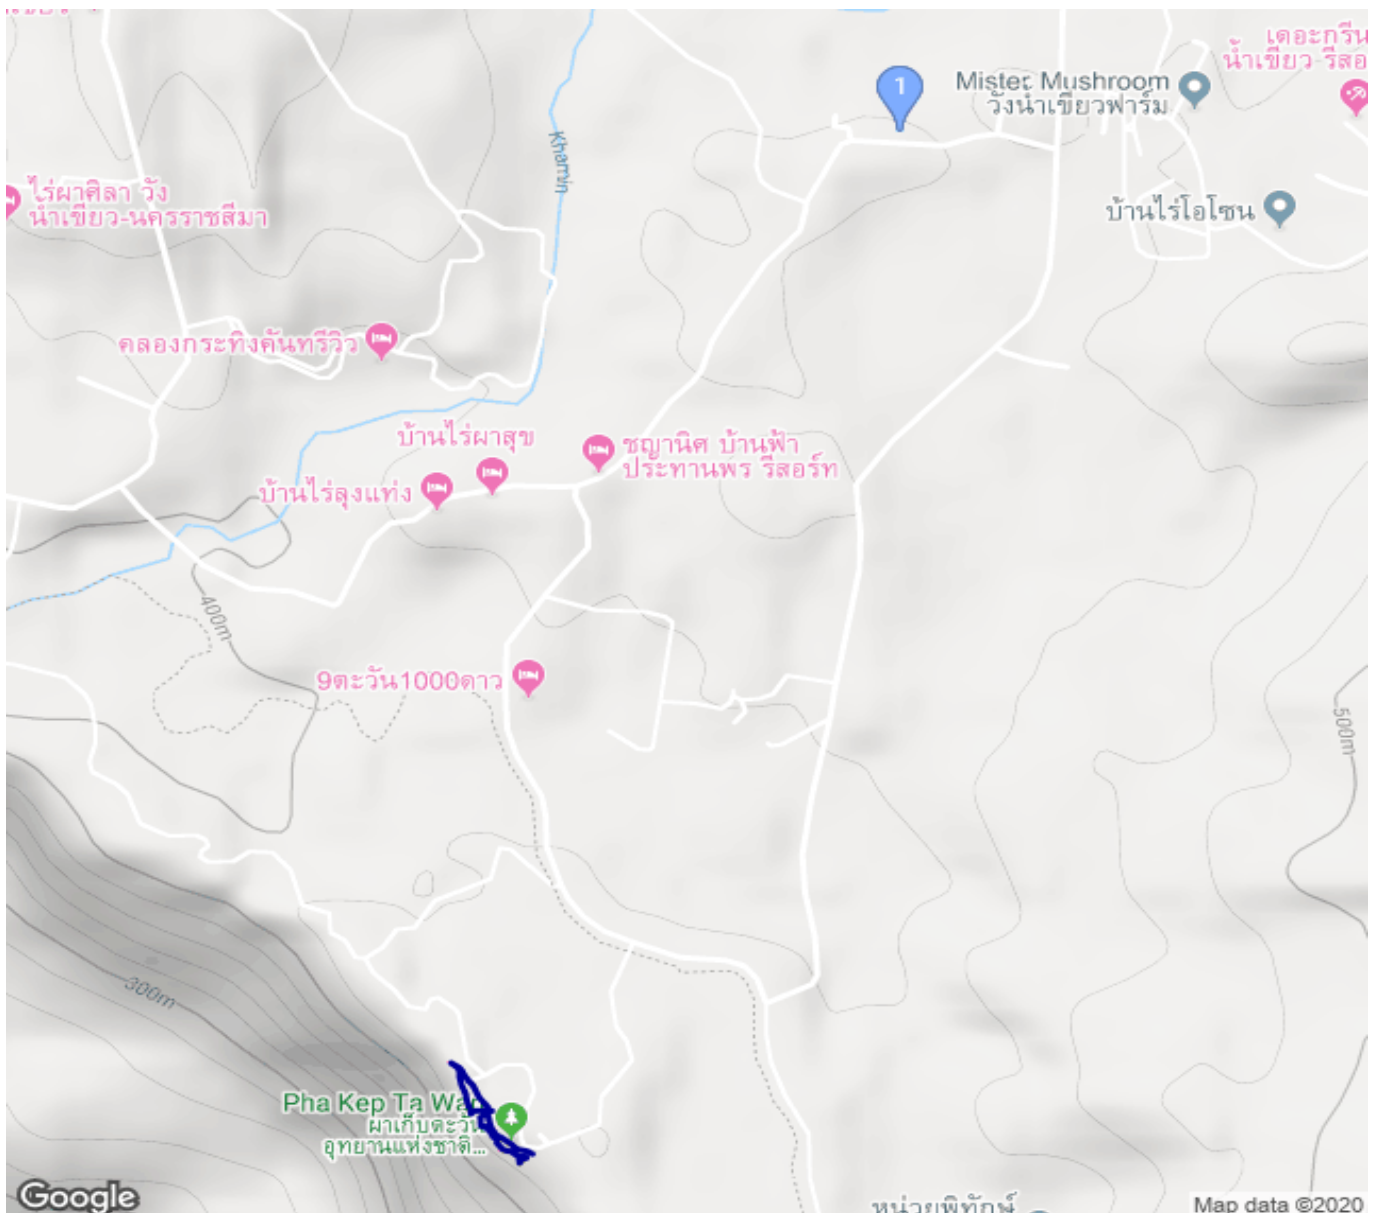 1
Mister Mushroom
วังน้ำเขียวฟาร์ม
เดอะกรีน
น้ำเขียว-รีสอ
Khamin
ไร่ผาศิลา วัง
น้ำเขียว-นครราชสีมา
บ้านไร่โอโซน
คลองกระทิงคันทรีวิว
บ้านไร่ผาสุข
ชญานิศ บ้านฟ้า
ประทานพร รีสอร์ท
บ้านไร่ลุงแท่ง
400m
9ตะวัน1000ดาว
500m
300m
Pha Kep Ta Wa
ผาเก็บตะวัน
อุทยานแห่งชาติ...
หน่วยพิทักษ์
Google
Map data ©2020